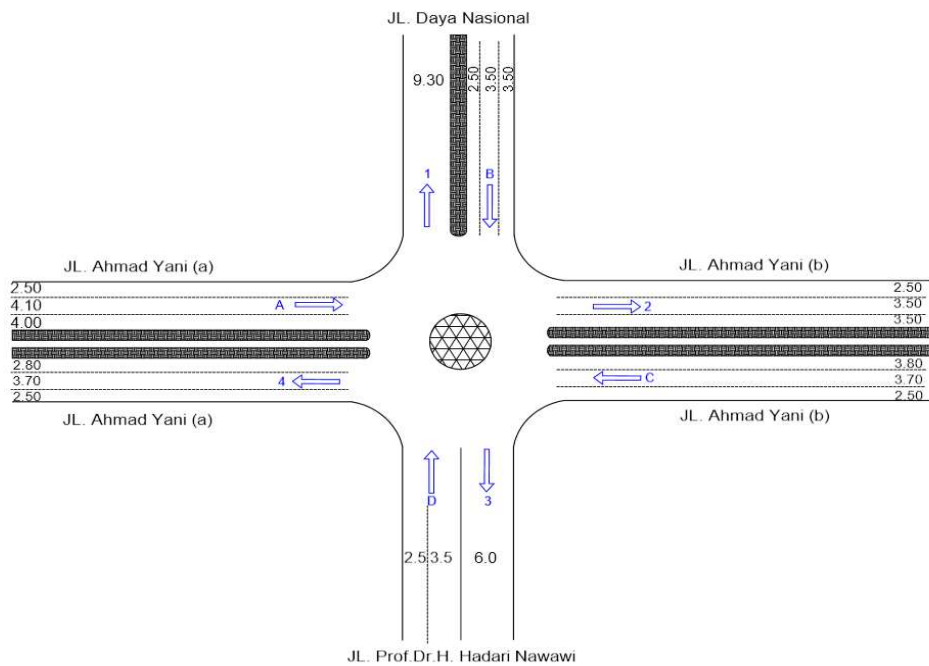 JL. Daya Nasional
9.30
2.50
3.50
3.50
1
B
JL. Ahmad Yani (a)
JL. Ahmad Yani (b)
2.50
4.10
4.00
A
2
2.50
3.50
3.50
2.80
3.70
2.50
4
C
3.80
3.70
2.50
JL. Ahmad Yani (a)
JL. Ahmad Yani (b)
D
3
2.5
3.5
6.0
JL. Prof.Dr.H. Hadari Nawawi